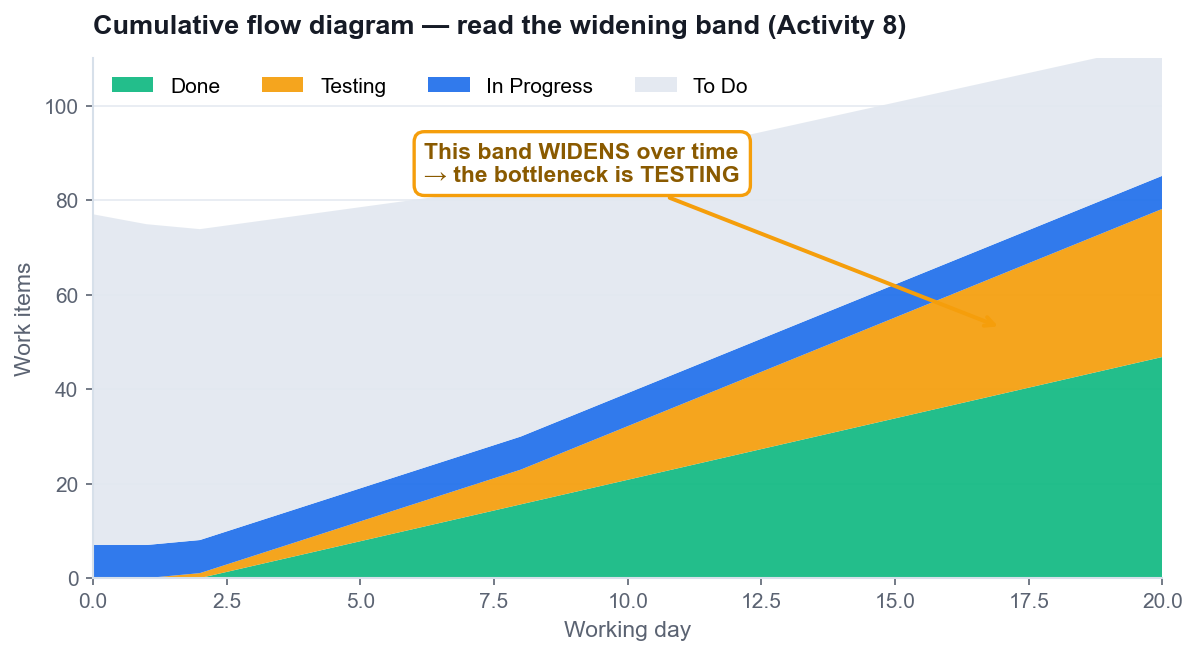 Cumulative flow diagram — read the widening band (Activity 8)
Done Testing In Progress To Do
This band WIDENS over time
→ the bottleneck is TESTING
Work items
100
80
60
40
20
0
0.0 2.5 5.0 7.5 10.0 12.5 15.0 17.5 20.0
Working day